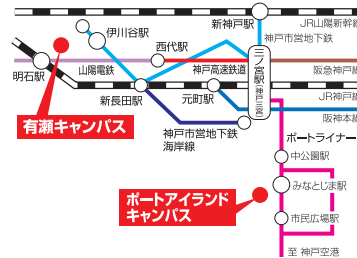 新神戸駅
JR山陽新幹線
神戸市営地下鉄
伊川谷駅
西代駅
三ノ宮駅(神戸三宮)
山陽電鉄
神戸高速鉄道
阪急神戸線
明石駅
JR神戸線
有瀬キャンパス
新長田駅
元町駅
阪神本線
神戸市営地下鉄
海岸線
ポートライナー
中公園駅
ポートアイランド
キャンパス
みなとじま駅
市民広場駅
至 神戸空港